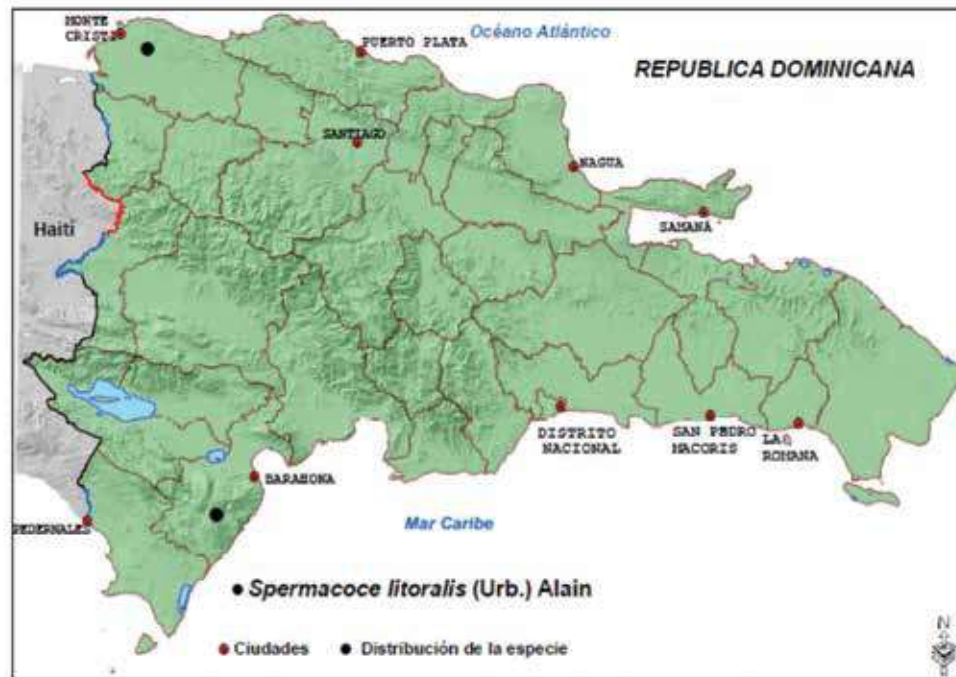 MONTE
CRISTI
PUERTO PLATA
Océano Atlántico
REPUBLICA DOMINICANA
SANTIAGO
NAGUA
SAMANÁ
Haití
DISTRITO
NACIONAL
SAN PEDRO
MACORIS
LA
ROMANA
BARAHONA
PEDERNALES
Mar Caribe
Spermacoce litoralis (Urb.) Alain
Ciudades
Distribución de la especie
N